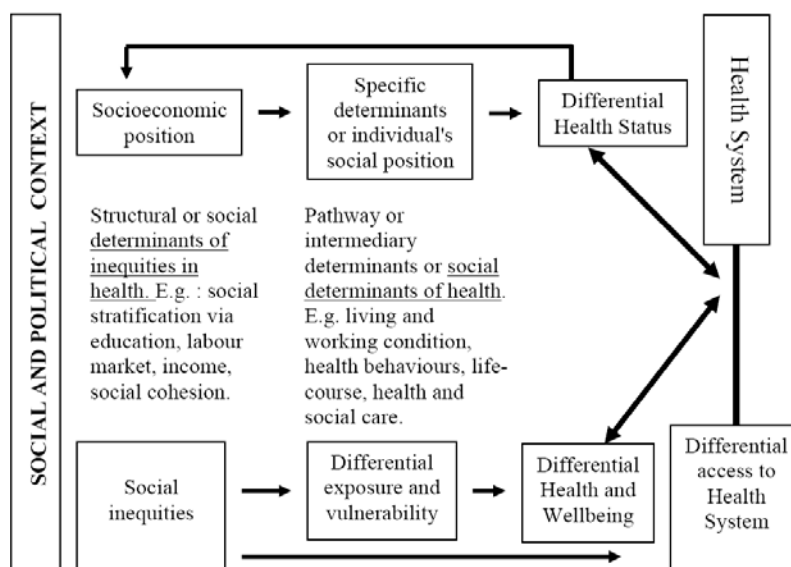 SOCIAL AND POLITICAL CONTEXT
Socioeconomic
position
Specific
determinants
or individual's
social position
Differential
Health Status
Health System
Structural or social
determinants of
inequities in
health. E.g. : social
stratification via
education, labour
market, income,
social cohesion.
Pathway or
intermediary
determinants or social
determinants of health.
E.g. living and
working condition,
health behaviours, life-
course, health and
social care.
Social
inequities
Differential
exposure and
vulnerability
Differential
Health and
Wellbeing
Differential
access to
Health
System